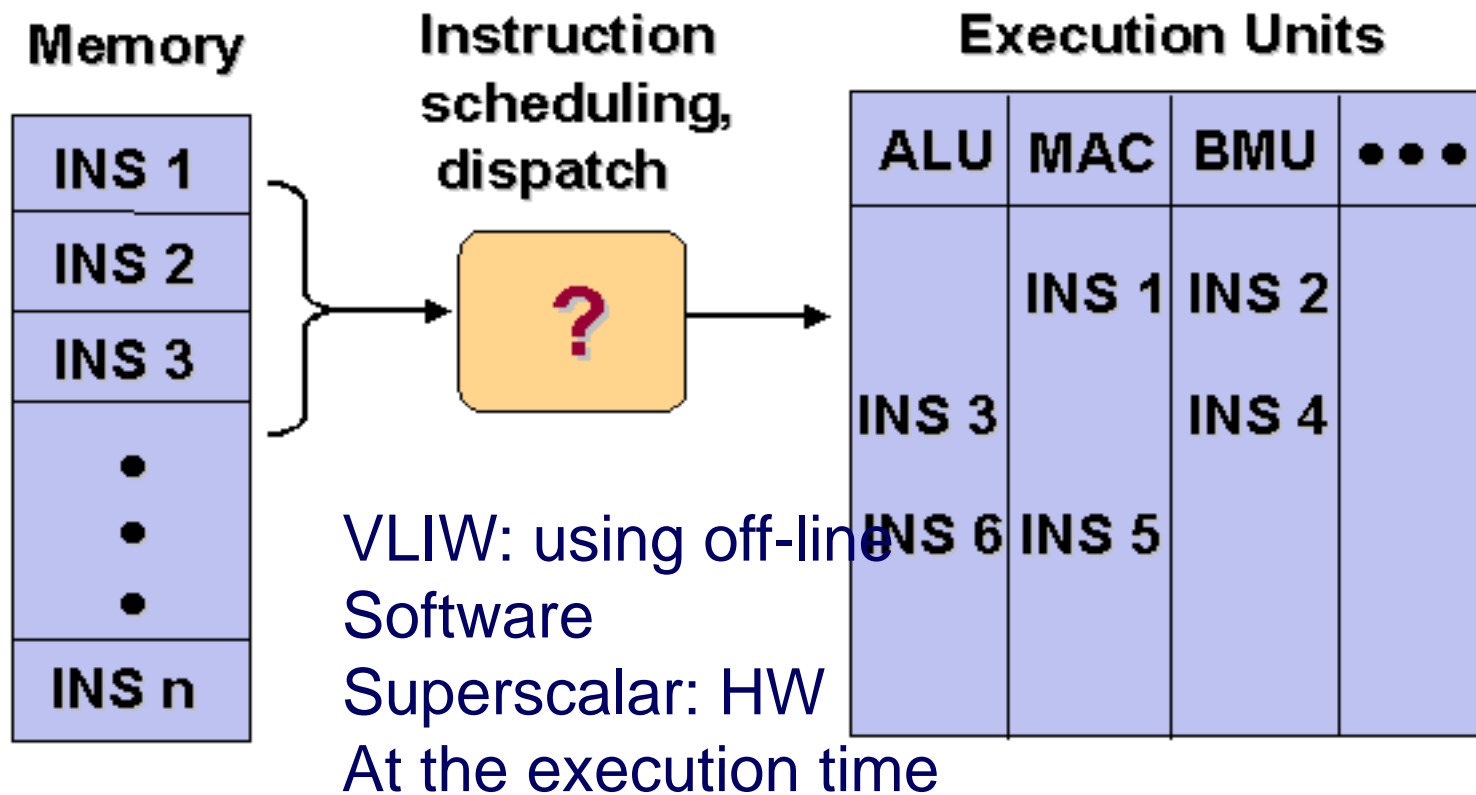 Memory
INS 1
INS 2
INS 3
INS n
Instruction
scheduling,
dispatch
?
VLIW: using off-line
Software
Superscalar: HW
At the execution time
Execution Units
ALU MAC BMU •••
INS 1 INS 2
INS 3 INS 4
INS 6 INS 5